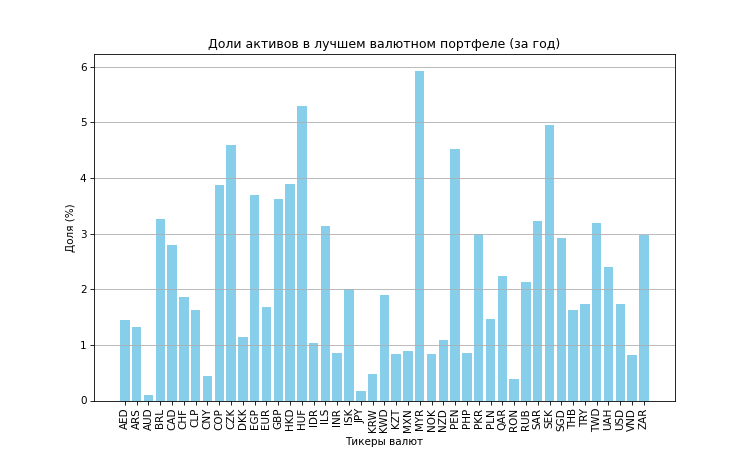 Доли активов в лучшем валютном портфеле (за год)
Доля (%)
6
5
4
3
2
1
0
AED ARS AUD BRL CAD CHF CLP CNY COP CZK DKK EGP EUR GBP HKD HUF IDR ILS INR ISK JPY KRW KWD KZT MXN MYR NOK NZD PEN PHP PKR PLN QAR RON RUB SAR SEK SGD THB TRY TWD UAH USD VND ZAR
Тикеры валют